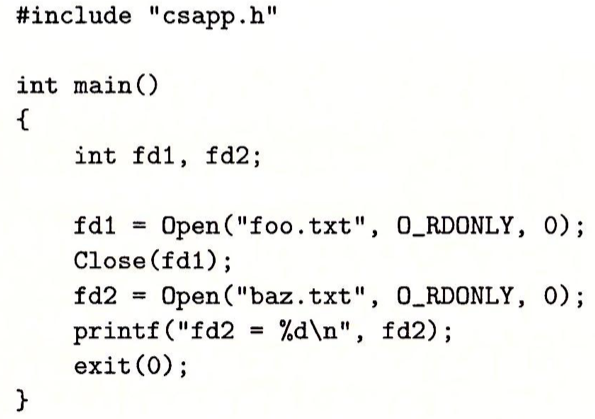 #include "csapp.h"

int main()
{
    int fd1, fd2;

    fd1 = Open("foo.txt", O_RDONLY, 0);
    Close(fd1);
    fd2 = Open("baz.txt", O_RDONLY, 0);
    printf("fd2 = %d\n", fd2);
    exit(0);
}